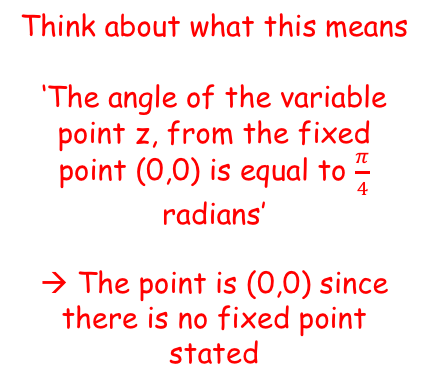 Think about what this means
‘The angle of the variable
point z, from the fixed
point (0,0) is equal to π/4
radians’
→ The point is (0,0) since
there is no fixed point
stated